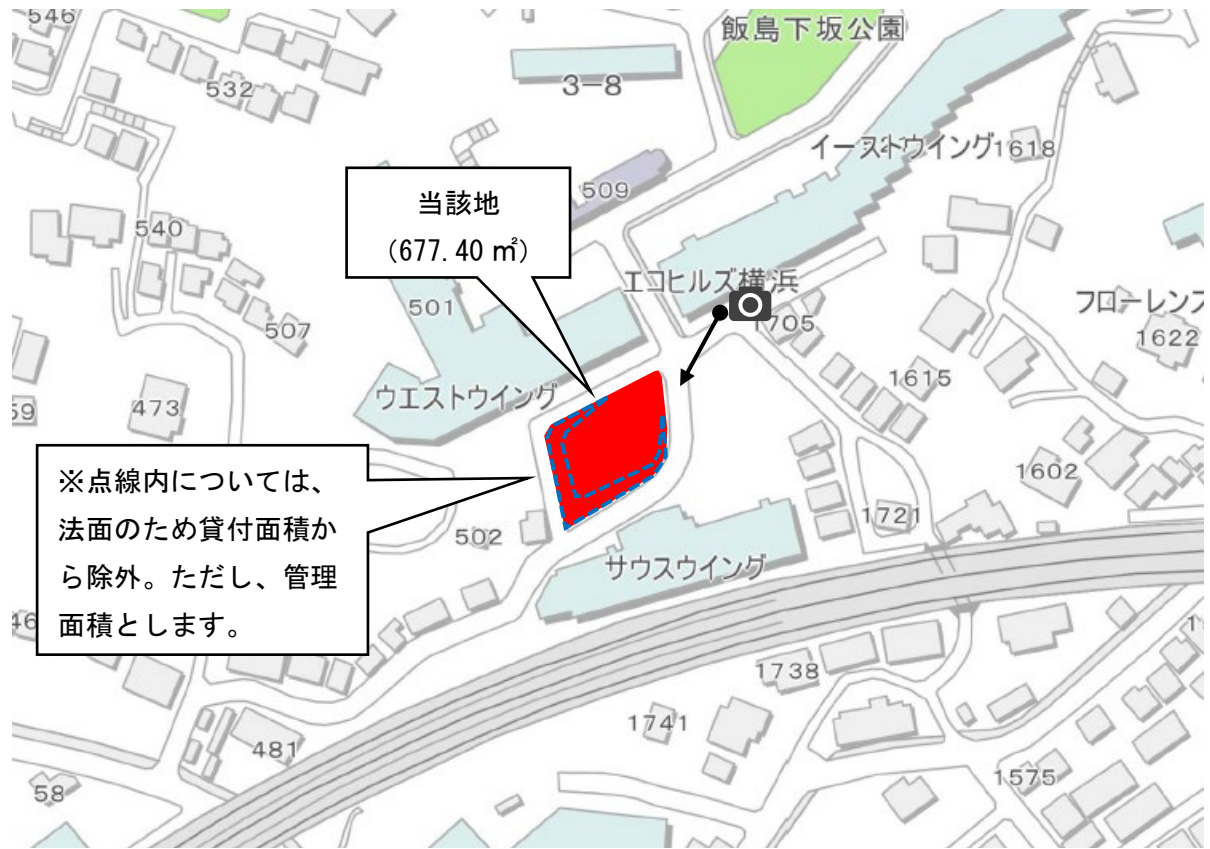 546
飯島下坂公園
3-8
532
イーストウイング
1618
当該地
(677.40 ㎡)
509
540
エコヒルズ横浜
501
フローレンス
507
1705
1622
1615
ウエストウイング
59
473
※点線内については、
法面のため貸付面積か
ら除外。ただし、管理
面積とします。
1602
502
1721
サウスウイング
46
1738
1741
481
1575
58